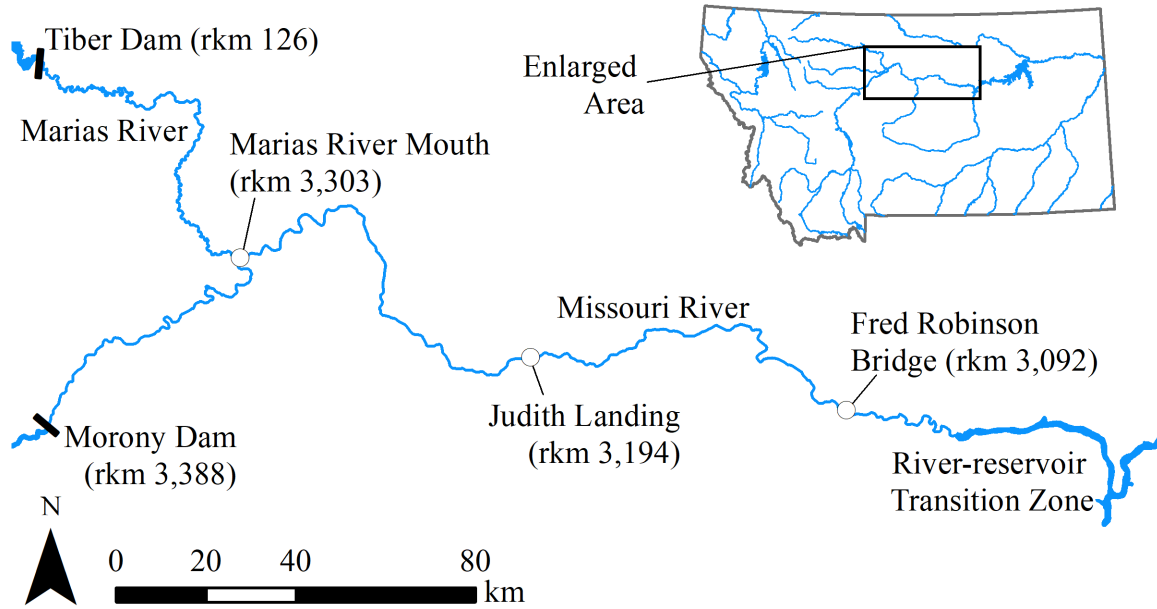 Tiber Dam (rkm 126)
Marias River
Marias River Mouth
(rkm 3,303)
Enlarged
Area
Missouri River
Fred Robinson
Bridge (rkm 3,092)
Judith Landing
(rkm 3,194)
Morony Dam
(rkm 3,388)
River-reservoir
Transition Zone
N
0 20 40 80
km